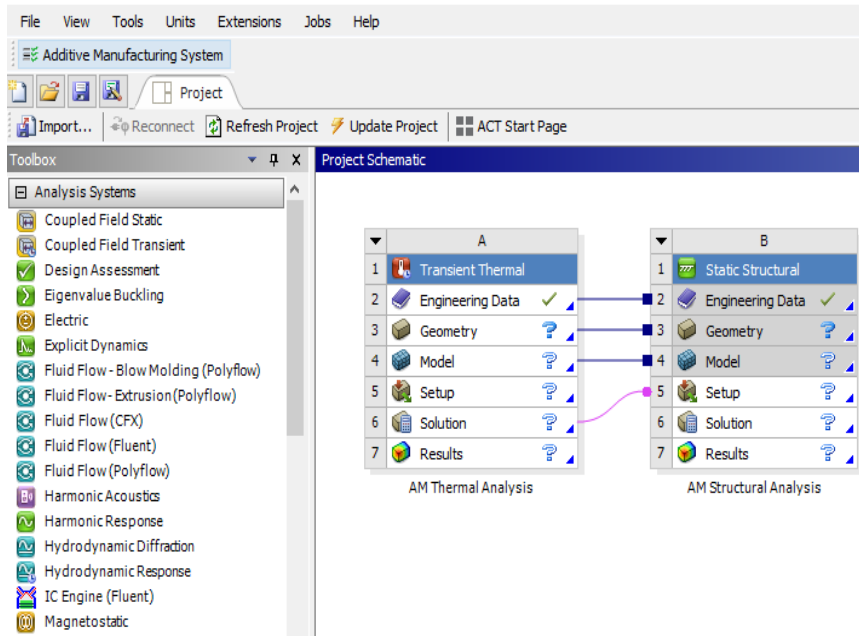 File View Tools Units Extensions Jobs Help
Additive Manufacturing System
Project
Import... Reconnect Refresh Project Update Project ACT Start Page
Toolbox
Analysis Systems
Coupled Field Static
Coupled Field Transient
Design Assessment
Eigenvalue Buckling
Electric
Explicit Dynamics
Fluid Flow - Blow Molding (Polyflow)
Fluid Flow - Extrusion (Polyflow)
Fluid Flow (CFX)
Fluid Flow (Fluent)
Fluid Flow (Polyflow)
Harmonic Acoustics
Harmonic Response
Hydrodynamic Diffraction
Hydrodynamic Response
IC Engine (Fluent)
Magnetostatic
Project Schematic
A
1 Transient Thermal
2 Engineering Data
3 Geometry ?
4 Model ?
5 Setup ?
6 Solution ?
7 Results ?
AM Thermal Analysis
B
1 Static Structural
2 Engineering Data
3 Geometry ?
4 Model ?
5 Setup ?
6 Solution ?
7 Results ?
AM Structural Analysis